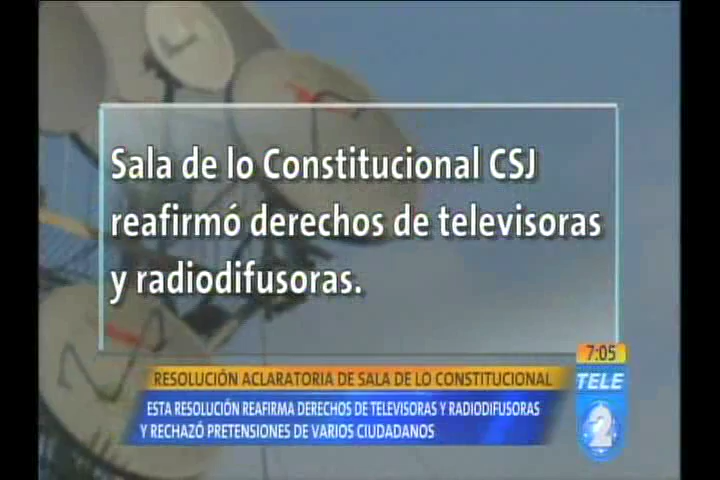 Sala de lo Constitucional CSJ
reafirmó derechos de televisoras
y radiodifusoras.
7:05
RESOLUCIÓN ACLARATORIA DE SALA DE LO CONSTITUCIONAL
TELE
2
ESTA RESOLUCIÓN REAFIRMA DERECHOS DE TELEVISORAS Y RADIODIFUSORAS
Y RECHAZÓ PRETENSIONES DE VARIOS CIUDADANOS